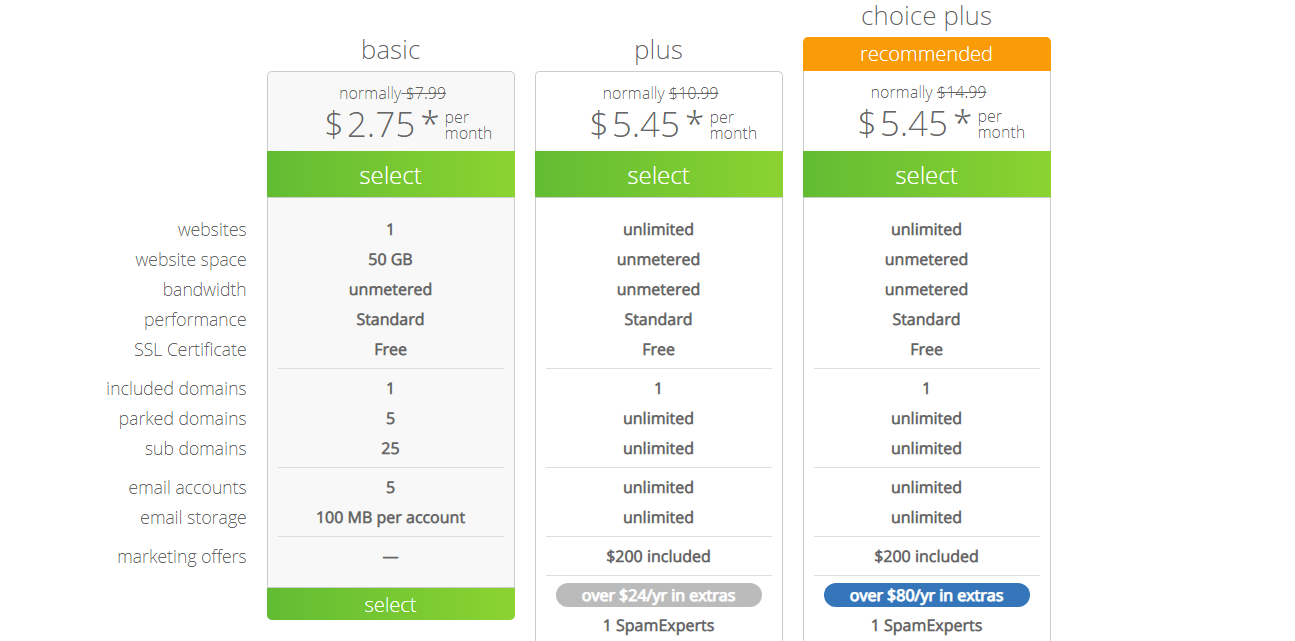 choice plus
basic plus recommended
normally $7.99 normally $10.99 normally $14.99
$2.75* per month $5.45* per month $5.45* per month
select select select
websites 1 unlimited unlimited
website space 50 GB unmetered unmetered
bandwidth unmetered unmetered unmetered
performance Standard Standard Standard
SSL Certificate Free Free Free
included domains 1 1 1
parked domains 5 unlimited unlimited
sub domains 25 unlimited unlimited
email accounts 5 unlimited unlimited
email storage 100 MB per account unlimited unlimited
marketing offers — $200 included $200 included
select over $24/yr in extras over $80/yr in extras
1 SpamExperts 1 SpamExperts